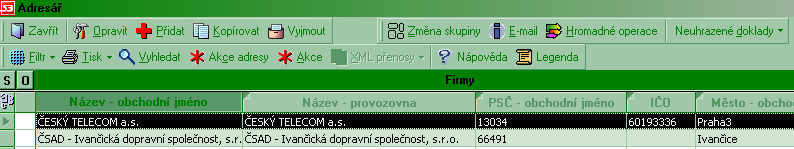 S3 Adresář
Zavřít Opravit Přidat Kopírovat Vyjmout Změna skupiny E-mail Hromadné operace Neuhrazené doklady
Filtr Tisk Vyhledat Akce adresy Akce XML přenosy Nápověda Legenda
S O Firmy
Název - obchodní jméno Název - provozovna PSČ - obchodní jméno IČO Město - obcho
ČESKÝ TELECOM a.s. ČESKÝ TELECOM a.s. 13034 60193336 Praha3
ČSAD - Ivančická dopravní společnost, s.r. ČSAD - Ivančická dopravní společnost, s.r.o. 66491 Ivančice